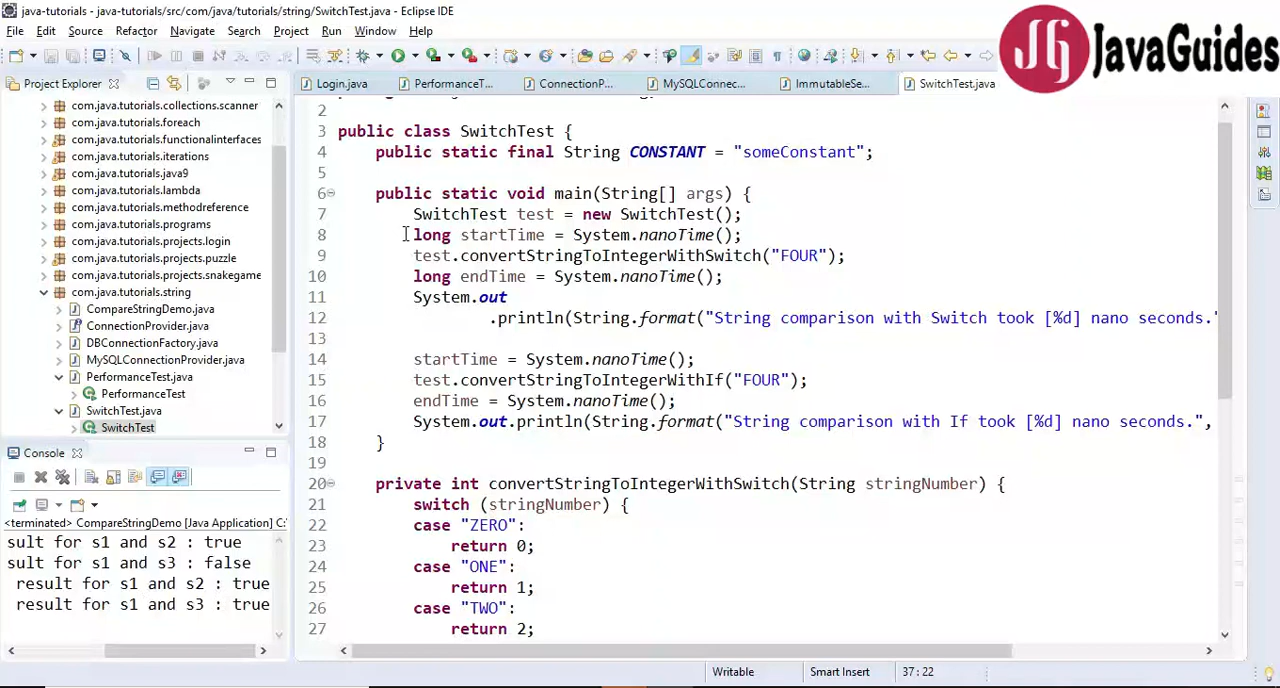 java-tutorials - java-tutorials/src/com/java/tutorials/string/SwitchTest.java - Eclipse IDE
JavaGuides
File Edit Source Refactor Navigate Search Project Run Window Help
Project Explorer
Login.java PerformanceT... ConnectionP... MySQLConnec... ImmutableSe... SwitchTest.java
com.java.tutorials.collections.scanner
com.java.tutorials.foreach
com.java.tutorials.functionalinterfaces
com.java.tutorials.iterations
com.java.tutorials.java9
com.java.tutorials.lambda
com.java.tutorials.methodreference
com.java.tutorials.programs
com.java.tutorials.projects.login
com.java.tutorials.projects.puzzle
com.java.tutorials.projects.snakegame
com.java.tutorials.string
CompareStringDemo.java
ConnectionProvider.java
DBConnectionFactory.java
MySQLConnectionProvider.java
PerformanceTest.java
PerformanceTest
SwitchTest.java
SwitchTest
2
3 public class SwitchTest {
4 public static final String CONSTANT = "someConstant";
5
6 public static void main(String[] args) {
7 SwitchTest test = new SwitchTest();
8 long startTime = System.nanoTime();
9 test.convertStringToIntegerWithSwitch("FOUR");
10 long endTime = System.nanoTime();
11 System.out
12 .println(String.format("String comparison with Switch took [%d] nano seconds."
13
14 startTime = System.nanoTime();
15 test.convertStringToIntegerWithIf("FOUR");
16 endTime = System.nanoTime();
17 System.out.println(String.format("String comparison with If took [%d] nano seconds.",
18 }
19
20 private int convertStringToIntegerWithSwitch(String stringNumber) {
21 switch (stringNumber) {
22 case "ZERO":
23 return 0;
24 case "ONE":
25 return 1;
26 case "TWO":
27 return 2;
Console
<terminated> CompareStringDemo [Java Application] C:
sult for s1 and s2 : true
sult for s1 and s3 : false
result for s1 and s2 : true
result for s1 and s3 : true
Writable Smart Insert 37 : 22